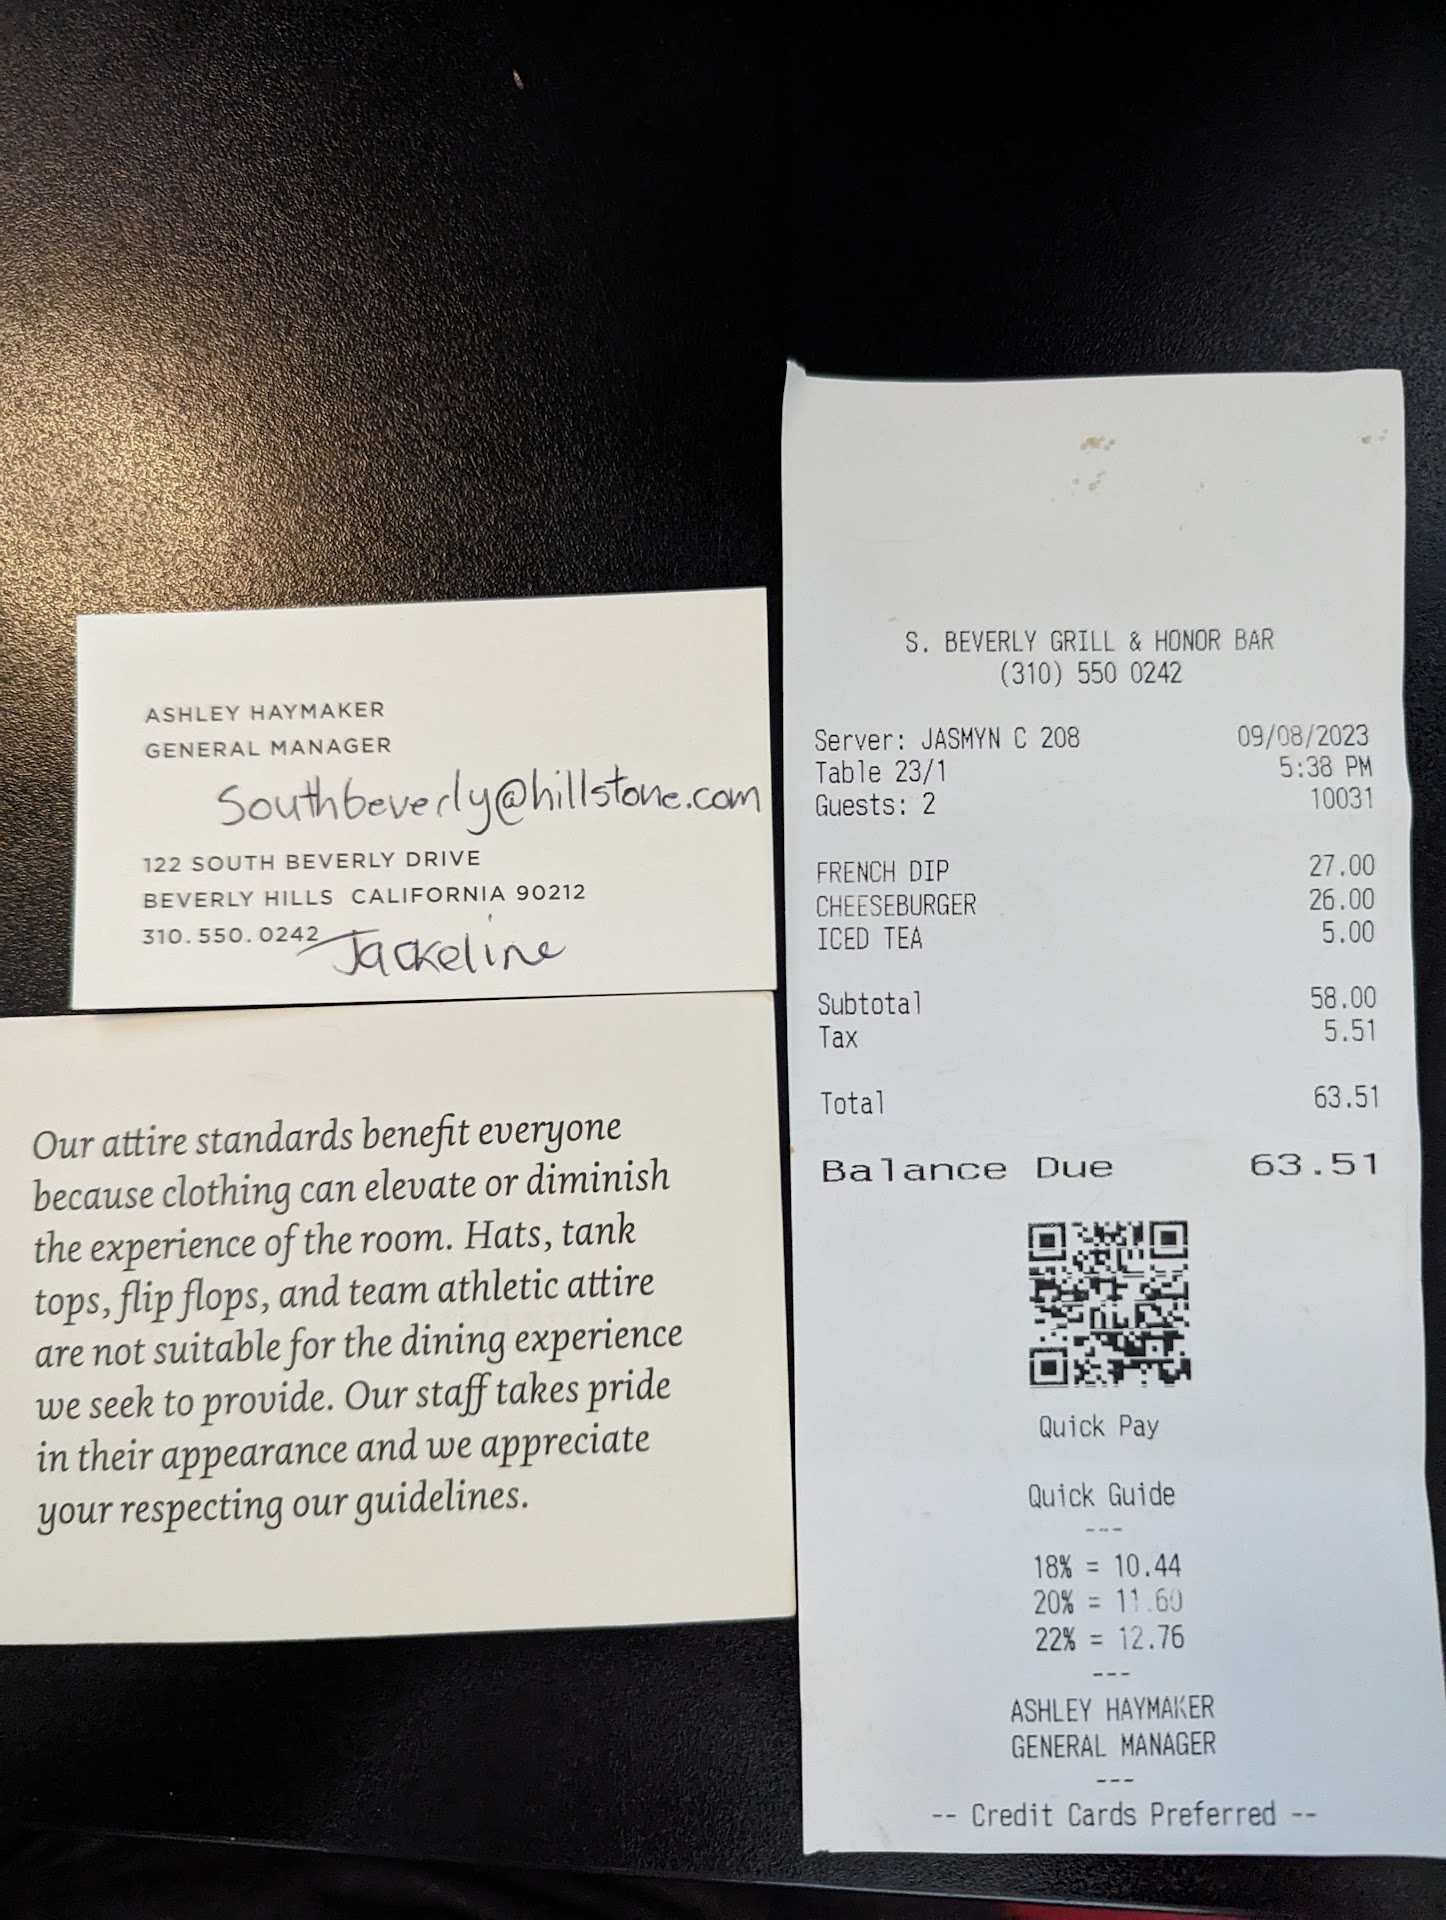 ASHLEY HAYMAKER
GENERAL MANAGER
Southbeverly@hillstone.com
122 SOUTH BEVERLY DRIVE
BEVERLY HILLS CALIFORNIA 90212
310.550.0242
Jackeline
Our attire standards benefit everyone
because clothing can elevate or diminish
the experience of the room. Hats, tank
tops, flip flops, and team athletic attire
are not suitable for the dining experience
we seek to provide. Our staff takes pride
in their appearance and we appreciate
your respecting our guidelines.
S. BEVERLY GRILL & HONOR BAR
(310) 550 0242
Server: JASMYN C 208 09/08/2023
Table 23/1 5:38 PM
Guests: 2 10031
FRENCH DIP 27.00
CHEESEBURGER 26.00
ICED TEA 5.00
Subtotal 58.00
Tax 5.51
Total 63.51
Balance Due 63.51
Quick Pay
Quick Guide
---
18% = 10.44
20% = 11.60
22% = 12.76
---
ASHLEY HAYMAKER
GENERAL MANAGER
---
-- Credit Cards Preferred --